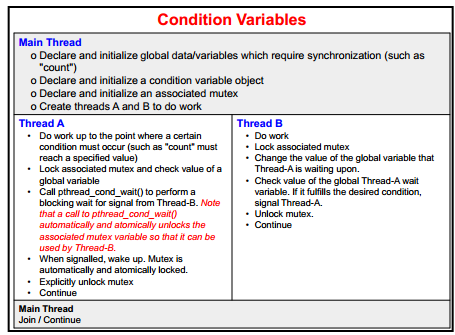 Condition Variables
Main Thread
o Declare and initialize global data/variables which require synchronization (such as
"count")
o Declare and initialize a condition variable object
o Declare and initialize an associated mutex
o Create threads A and B to do work
Thread A
• Do work up to the point where a certain
condition must occur (such as "count" must
reach a specified value)
• Lock associated mutex and check value of a
global variable
• Call pthread_cond_wait() to perform a
blocking wait for signal from Thread-B. Note
that a call to pthread_cond_wait()
automatically and atomically unlocks the
associated mutex variable so that it can be
used by Thread-B.
• When signalled, wake up. Mutex is
automatically and atomically locked.
• Explicitly unlock mutex
• Continue
Thread B
• Do work
• Lock associated mutex
• Change the value of the global variable that
Thread-A is waiting upon.
• Check value of the global Thread-A wait
variable. If it fulfills the desired condition,
signal Thread-A.
• Unlock mutex.
• Continue
Main Thread
Join / Continue